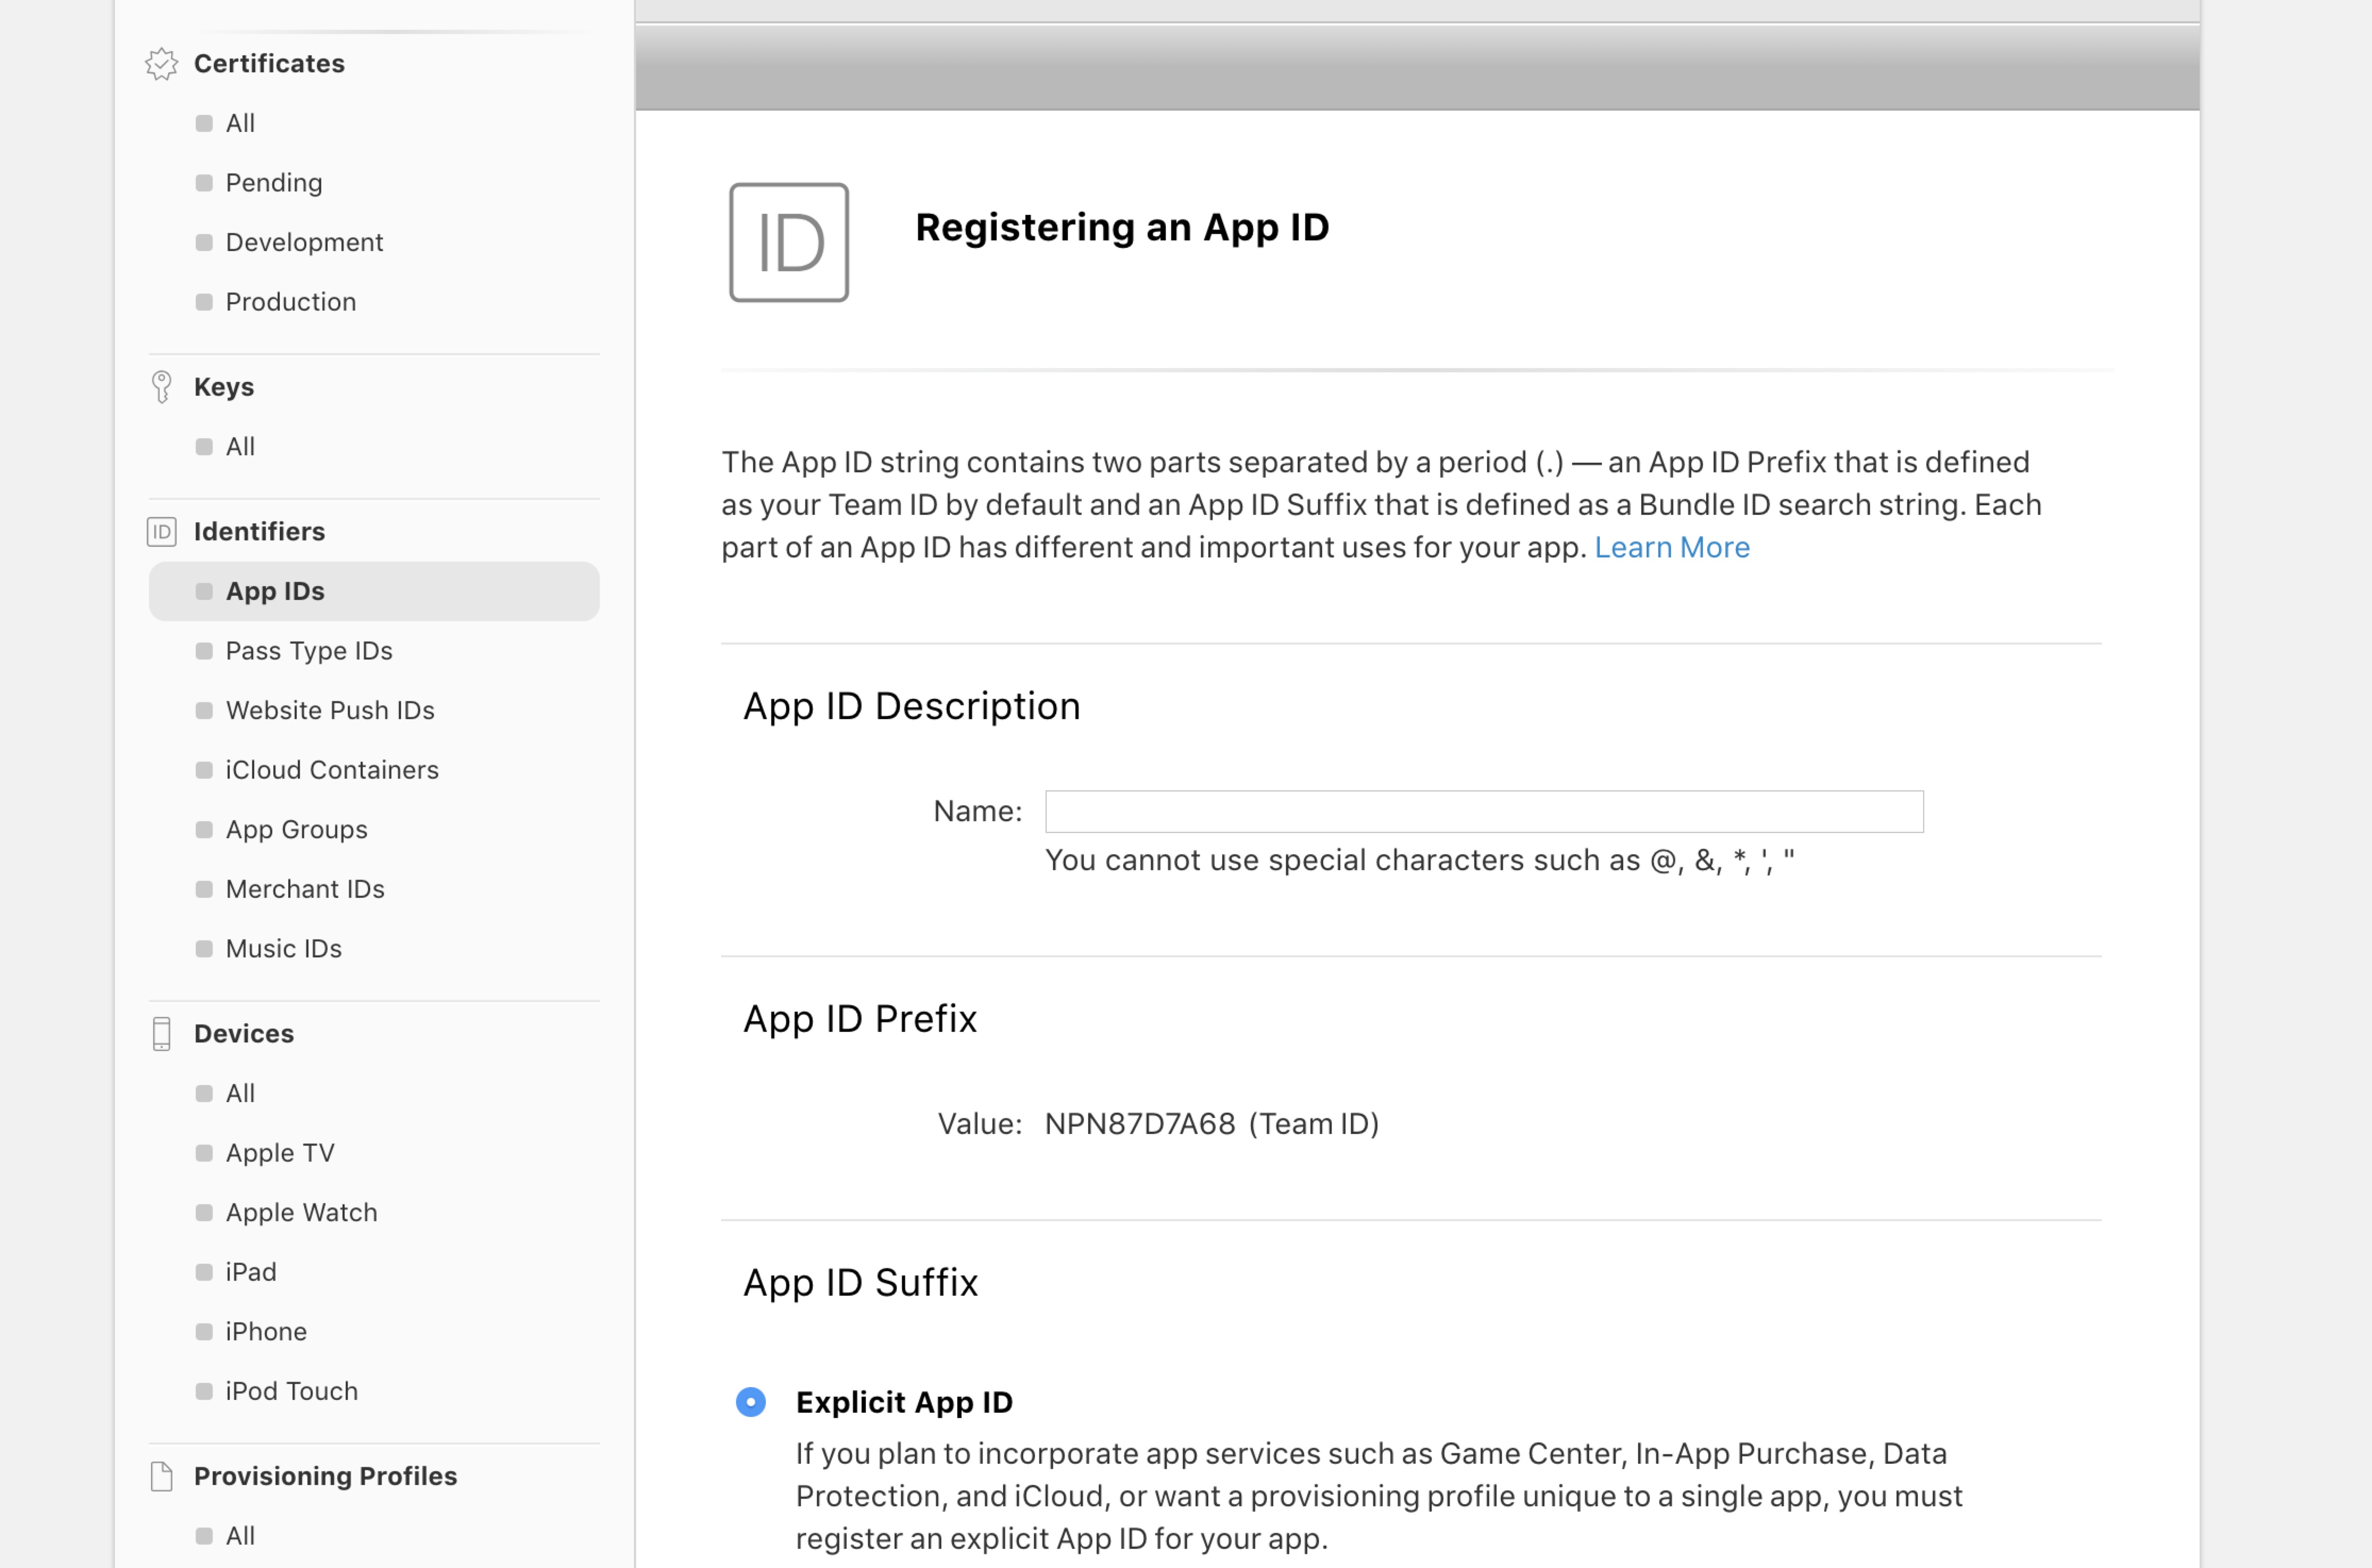 Certificates
All
Pending
Development
Production
Keys
All
ID
Identifiers
App IDs
Pass Type IDs
Website Push IDs
iCloud Containers
App Groups
Merchant IDs
Music IDs
Devices
All
Apple TV
Apple Watch
iPad
iPhone
iPod Touch
Provisioning Profiles
All
ID
Registering an App ID
The App ID string contains two parts separated by a period (.) — an App ID Prefix that is defined
as your Team ID by default and an App ID Suffix that is defined as a Bundle ID search string. Each
part of an App ID has different and important uses for your app. Learn More
App ID Description
Name:
You cannot use special characters such as @, &, *, ', "
App ID Prefix
Value: NPN87D7A68 (Team ID)
App ID Suffix
Explicit App ID
If you plan to incorporate app services such as Game Center, In-App Purchase, Data
Protection, and iCloud, or want a provisioning profile unique to a single app, you must
register an explicit App ID for your app.